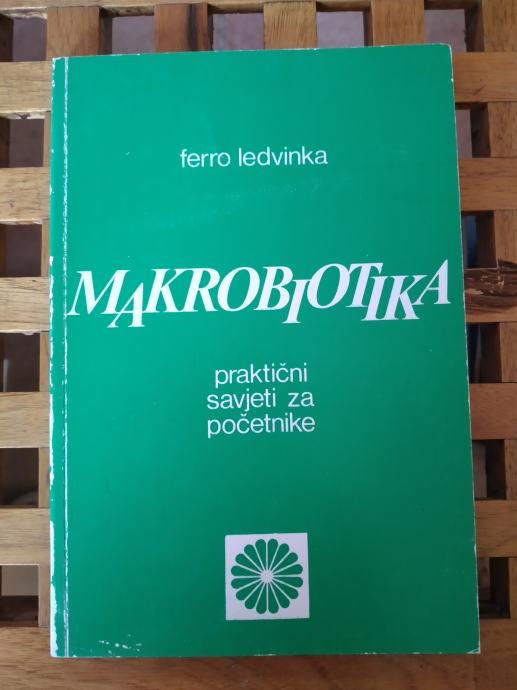 ferro ledvinka
MAKROBIOTIKA
praktični
savjeti za
početnike